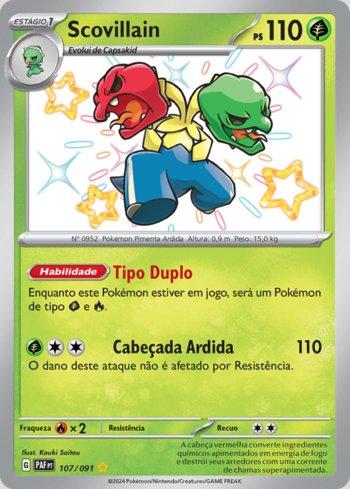 ESTÁGIO 1
Scovillain
PS 110
Evolui de Capsakid
Nº 0952 Pokémon Pimenta Ardida Altura: 0,9 m Peso: 15,0 kg
Habilidade Tipo Duplo
Enquanto este Pokémon estiver em jogo, será um Pokémon
de tipo e .
Cabeçada Ardida 110
O dano deste ataque não é afetado por Resistência.
Fraqueza × 2 Resistência Recuo
Ilust. Kouki Saitou
G PAF PT 107/091
A cabeça vermelha converte ingredientes
químicos apimentados em energia de fogo
e destrói seus arredores com uma corrente
de chamas superapimentada.
©2024 Pokémon/Nintendo/Creatures/GAME FREAK